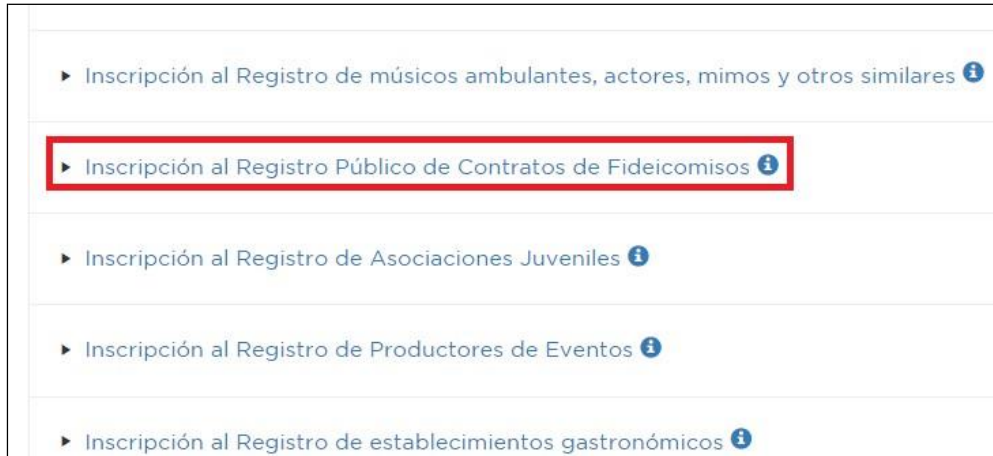 Inscripción al Registro de músicos ambulantes, actores, mimos y otros similares
Inscripción al Registro Público de Contratos de Fideicomisos
Inscripción al Registro de Asociaciones Juveniles
Inscripción al Registro de Productores de Eventos
Inscripción al Registro de establecimientos gastronómicos